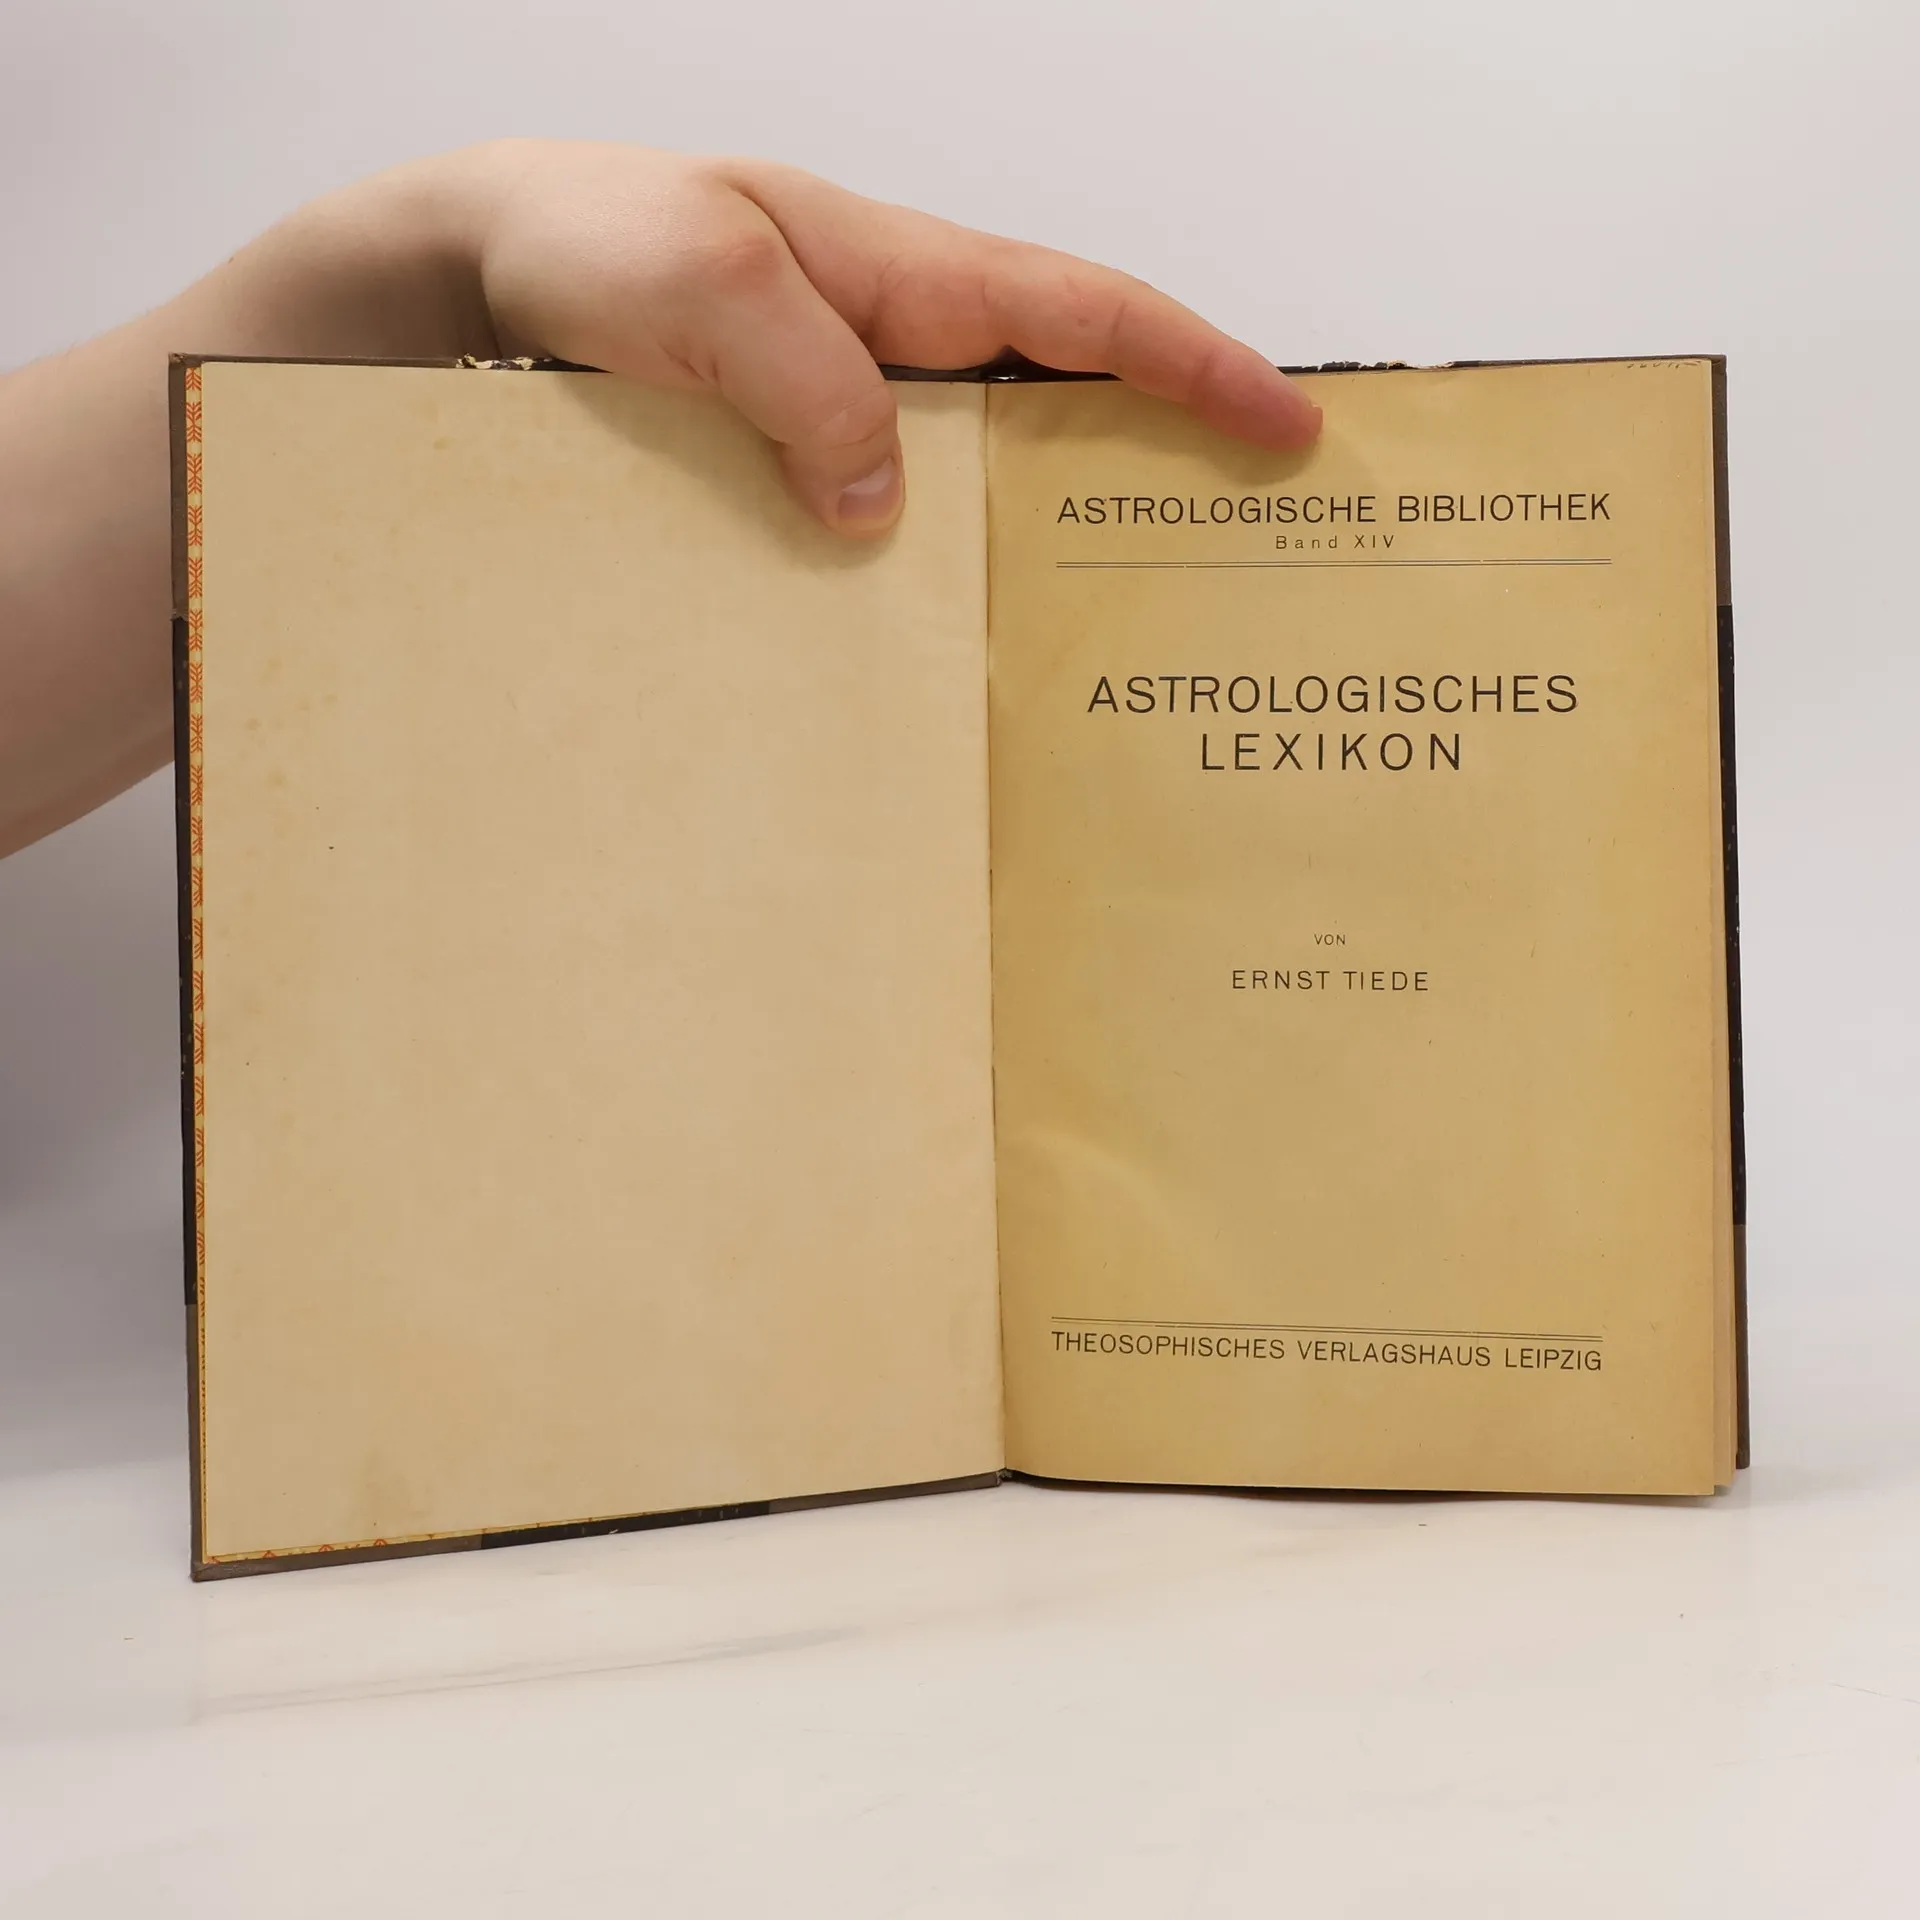 ASTROLOGISCHE BIBLIOTHEK
Band XIV
ASTROLOGISCHES
LEXIKON
VON
ERNST TIEDE
THEOSOPHISCHES VERLAGSHAUS LEIPZIG